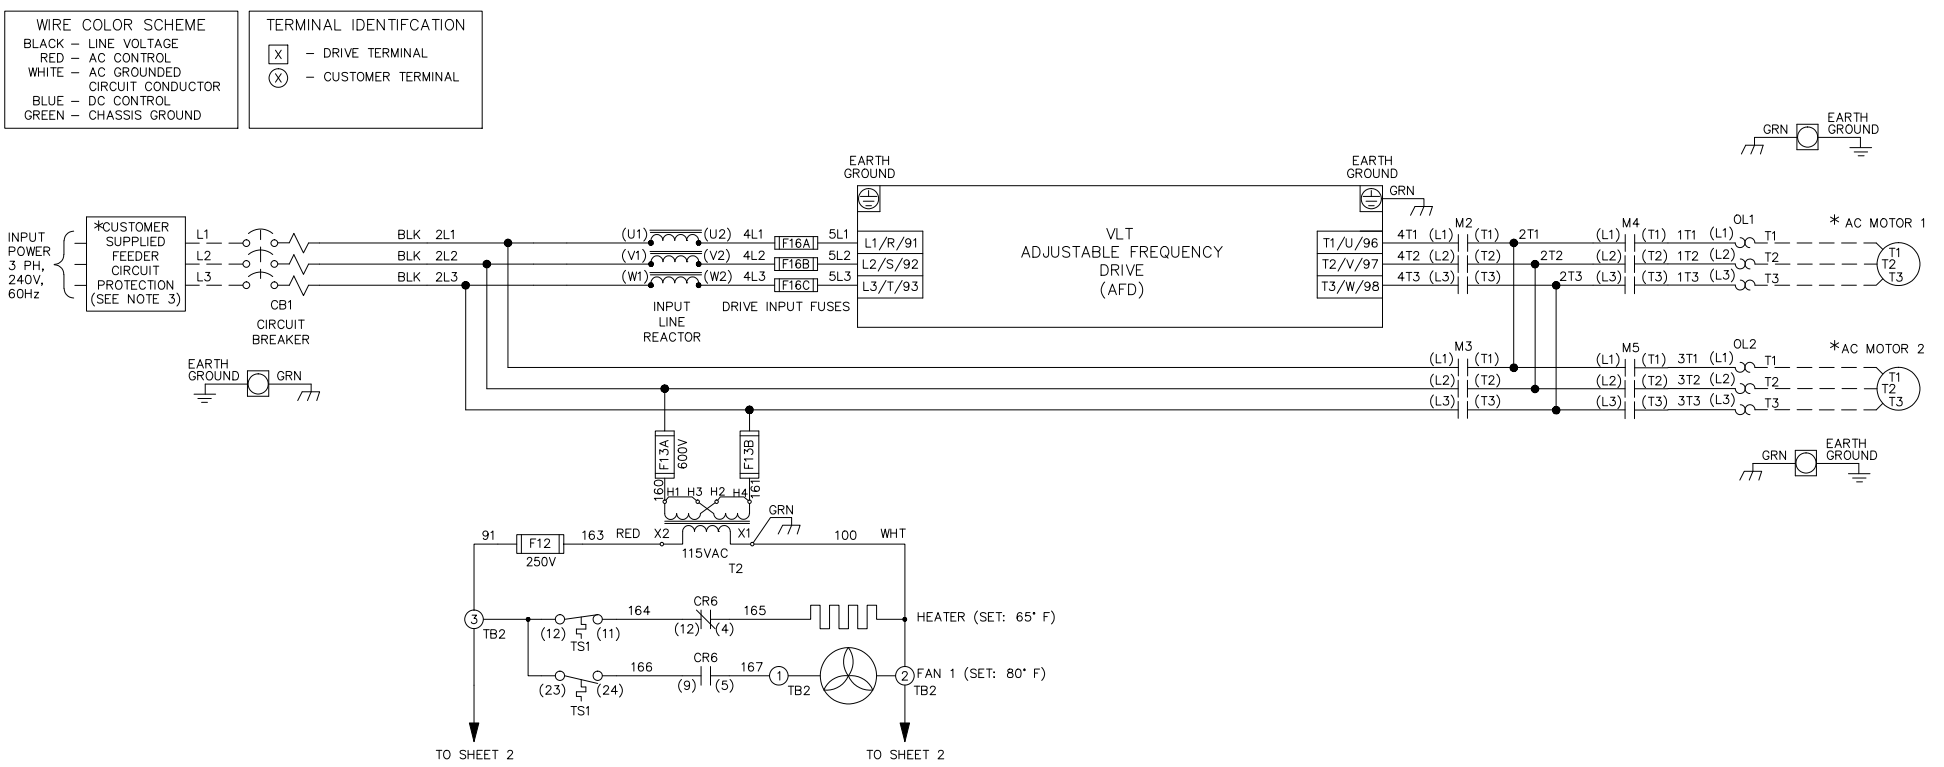 WIRE COLOR SCHEME
BLACK – LINE VOLTAGE
RED – AC CONTROL
WHITE – AC GROUNDED
CIRCUIT CONDUCTOR
BLUE – DC CONTROL
GREEN – CHASSIS GROUND
TERMINAL IDENTIFCATION
X – DRIVE TERMINAL
X – CUSTOMER TERMINAL
INPUT
POWER
3 PH,
240V,
60Hz
*CUSTOMER
SUPPLIED
FEEDER
CIRCUIT
PROTECTION
(SEE NOTE 3)
L1
L2
L3
CB1
CIRCUIT
BREAKER
EARTH
GROUND
GRN
BLK 2L1
BLK 2L2
BLK 2L3
(U1) (U2) 4L1 F16A 5L1
(V1) (V2) 4L2 F16B 5L2
(W1) (W2) 4L3 F16C 5L3
INPUT
LINE
REACTOR
DRIVE INPUT FUSES
EARTH
GROUND
L1/R/91
L2/S/92
L3/T/93
VLT
ADJUSTABLE FREQUENCY
DRIVE
(AFD)
EARTH
GROUND
GRN
T1/U/96
T2/V/97
T3/W/98
M2
4T1 (L1) (T1) 2T1
4T2 (L2) (T2) 2T2
4T3 (L3) (T3) 2T3
M4
OL1
(L1) (T1) 1T1 (L1) T1
(L2) (T2) 1T2 (L2) T2
(L3) (T3) 1T3 (L3) T3
* AC MOTOR 1
T1
T2
T3
GRN
EARTH
GROUND
M3
(L1) (T1)
(L2) (T2)
(L3) (T3)
M5
OL2
(L1) (T1) 3T1 (L1) T1
(L2) (T2) 3T2 (L2) T2
(L3) (T3) 3T3 (L3) T3
*AC MOTOR 2
T1
T2
T3
GRN
EARTH
GROUND
F13A
600V
F13B
160
161
H1 H3 H2 H4
GRN
91 F12 163 RED X2 X1 100 WHT
250V
115VAC
T2
3
TB2
(12) (11)
TS1
164
CR6
(12) (4)
165
HEATER (SET: 65° F)
(23) (24)
TS1
166
CR6
(9) (5)
167
1
TB2
2
TB2
FAN 1 (SET: 80° F)
TO SHEET 2
TO SHEET 2